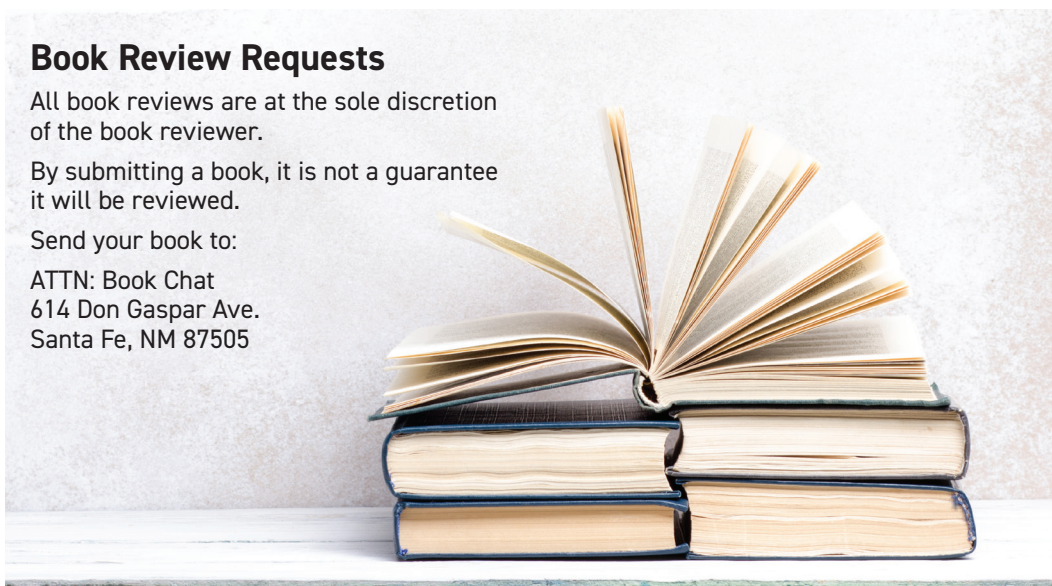 Book Review Requests
All book reviews are at the sole discretion
of the book reviewer.
By submitting a book, it is not a guarantee
it will be reviewed.
Send your book to:
ATTN: Book Chat
614 Don Gaspar Ave.
Santa Fe, NM 87505